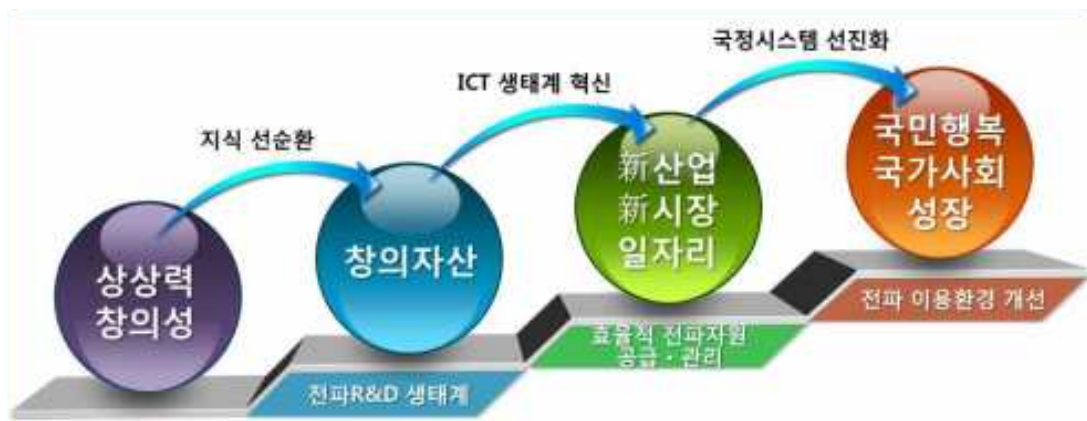 국정시스템 선진화
ICT 생태계 혁신
지식 선순환
상상력
창의성
창의자산
新산업
新시장
일자리
국민행복
국가사회
성장
전파R&D 생태계
효율적 전파자원
공급·관리
전파 이용환경 개선